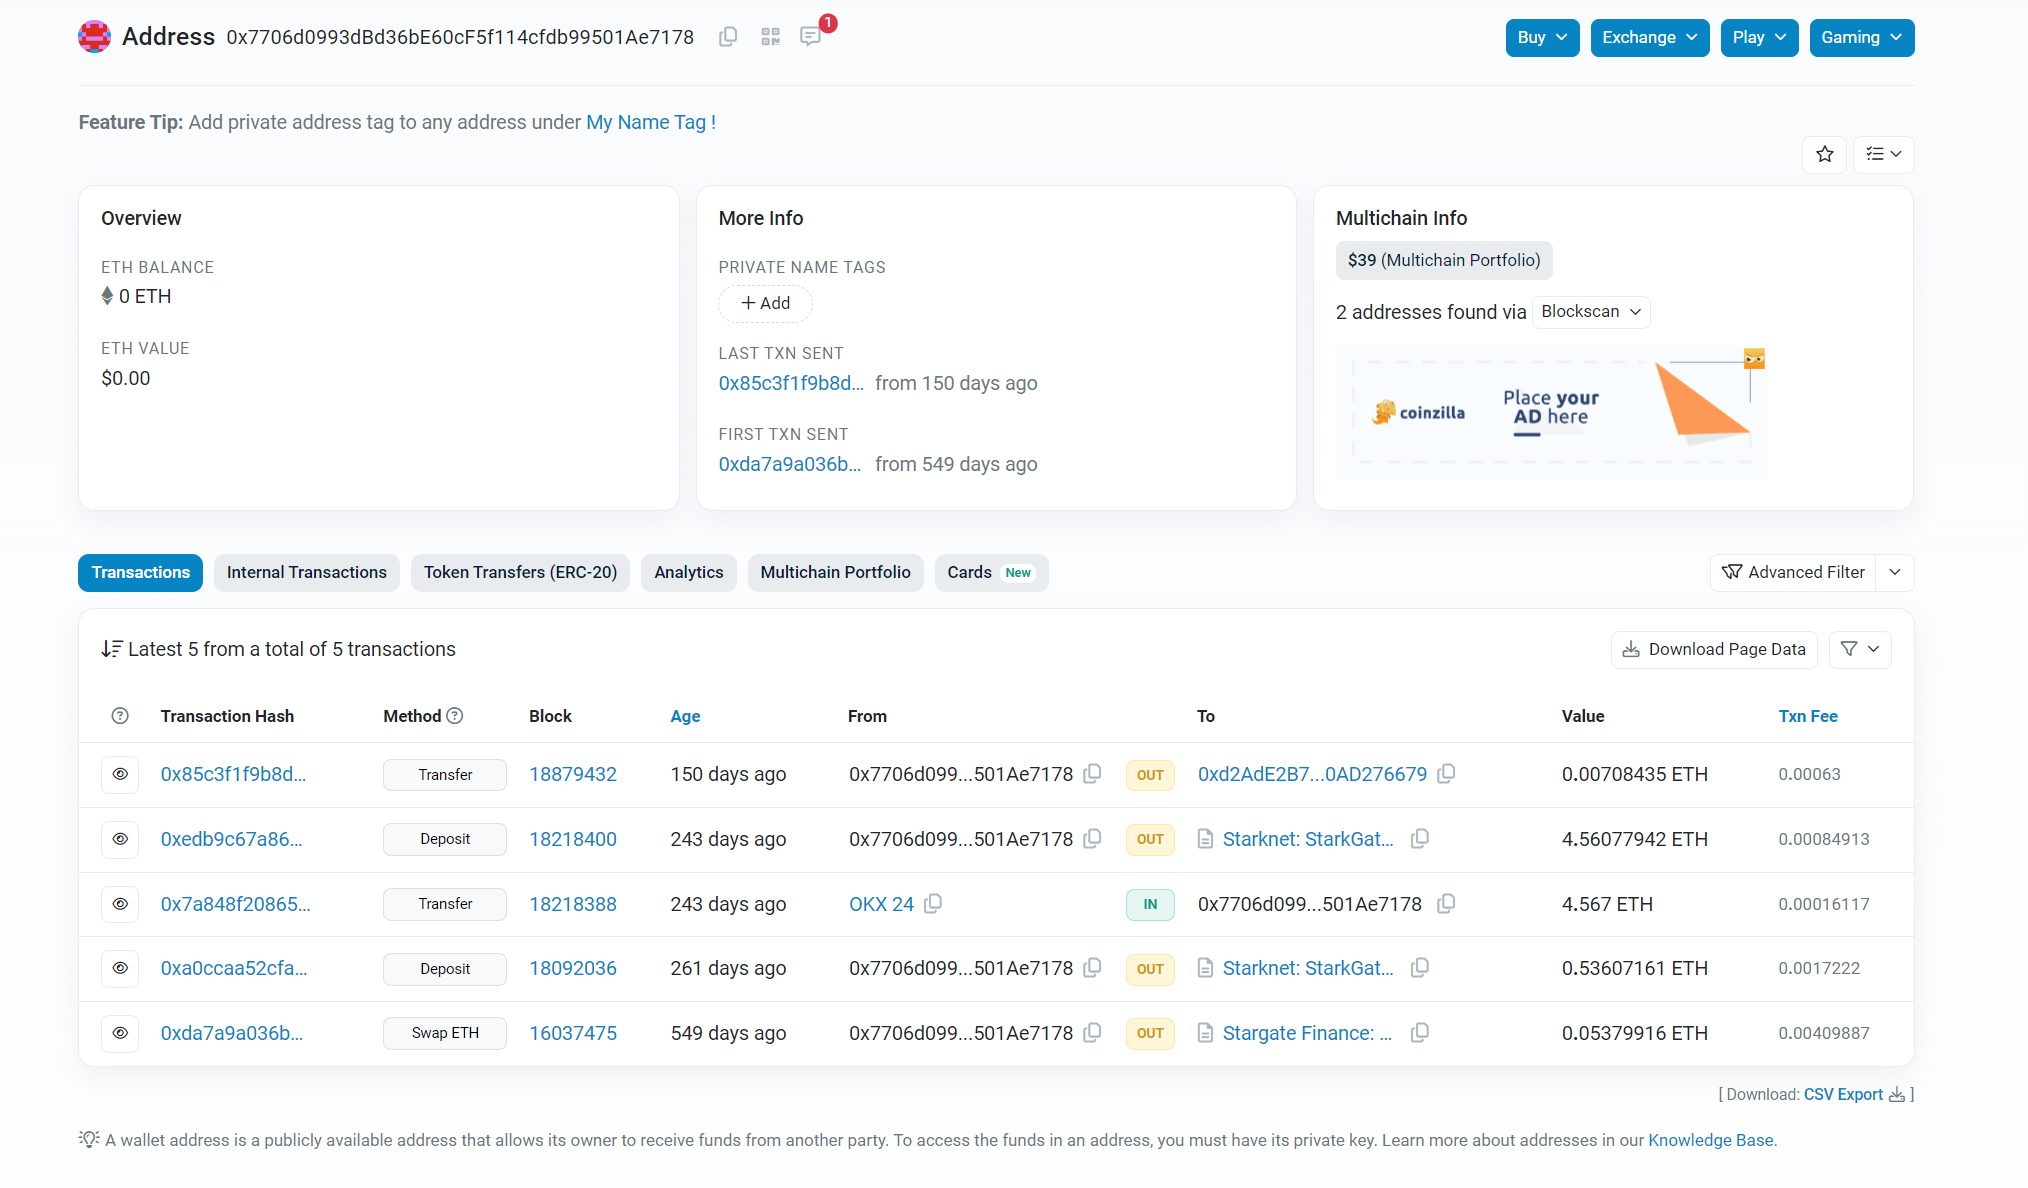 Address 0x7706d0993dBd36bE60cF5f114cfdb99501Ae7178 1 Buy Exchange Play Gaming
Feature Tip: Add private address tag to any address under My Name Tag !
Overview
ETH BALANCE
0 ETH
ETH VALUE
$0.00
More Info
PRIVATE NAME TAGS
+ Add
LAST TXN SENT
0x85c3f1f9b8d... from 150 days ago
FIRST TXN SENT
0xda7a9a036b... from 549 days ago
Multichain Info
$39 (Multichain Portfolio)
2 addresses found via Blockscan
coinzilla
Place your
AD here
Transactions Internal Transactions Token Transfers (ERC-20) Analytics Multichain Portfolio Cards New Advanced Filter
Latest 5 from a total of 5 transactions Download Page Data
? Transaction Hash Method ? Block Age From To Value Txn Fee
0x85c3f1f9b8d... Transfer 18879432 150 days ago 0x7706d099...501Ae7178 OUT 0xd2AdE2B7...0AD276679 0.00708435 ETH 0.00063
0xedb9c67a86... Deposit 18218400 243 days ago 0x7706d099...501Ae7178 OUT Starknet: StarkGat... 4.56077942 ETH 0.00084913
0x7a848f20865... Transfer 18218388 243 days ago OKX 24 IN 0x7706d099...501Ae7178 4.567 ETH 0.00016117
0xa0ccaa52cfa... Deposit 18092036 261 days ago 0x7706d099...501Ae7178 OUT Starknet: StarkGat... 0.53607161 ETH 0.0017222
0xda7a9a036b... Swap ETH 16037475 549 days ago 0x7706d099...501Ae7178 OUT Stargate Finance: ... 0.05379916 ETH 0.00409887
[ Download: CSV Export ]
A wallet address is a publicly available address that allows its owner to receive funds from another party. To access the funds in an address, you must have its private key. Learn more about addresses in our Knowledge Base.